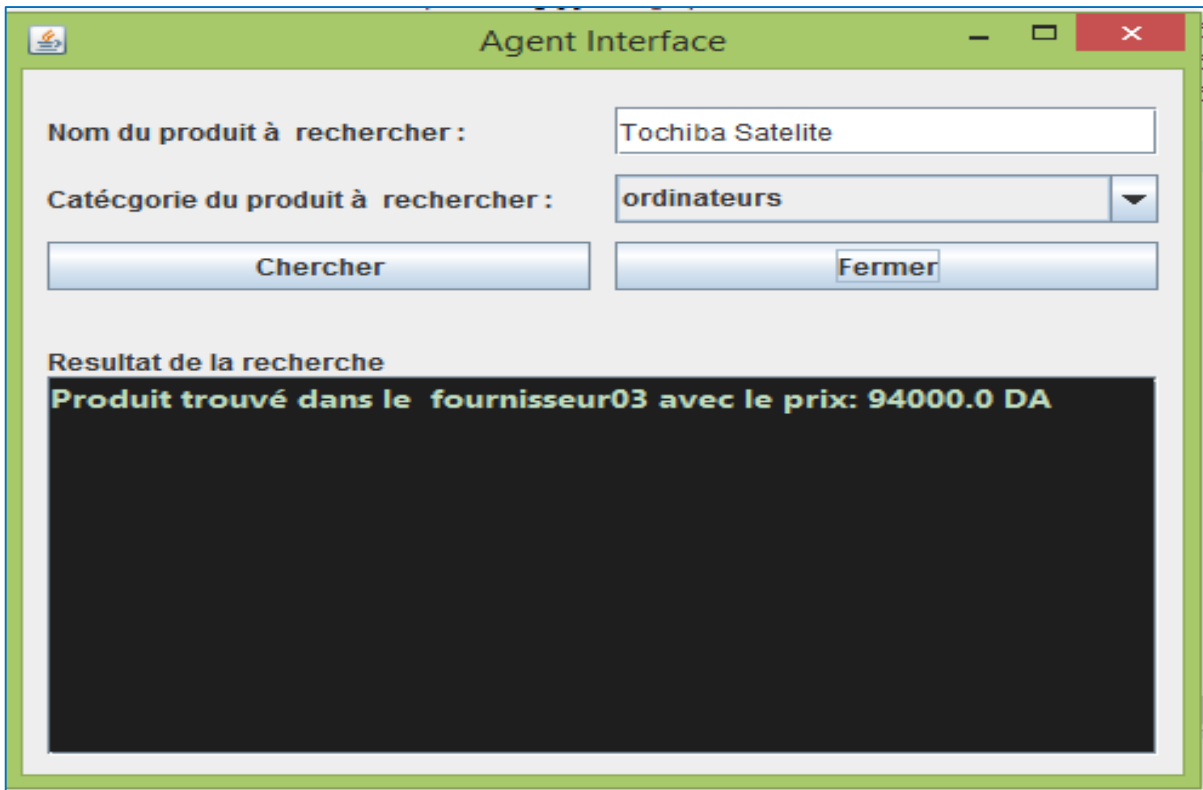 Agent Interface
Nom du produit à rechercher :
Tochiba Satelite
Catécgorie du produit à rechercher :
ordinateurs
Chercher
Fermer
Resultat de la recherche
Produit trouvé dans le fournisseur03 avec le prix: 94000.0 DA